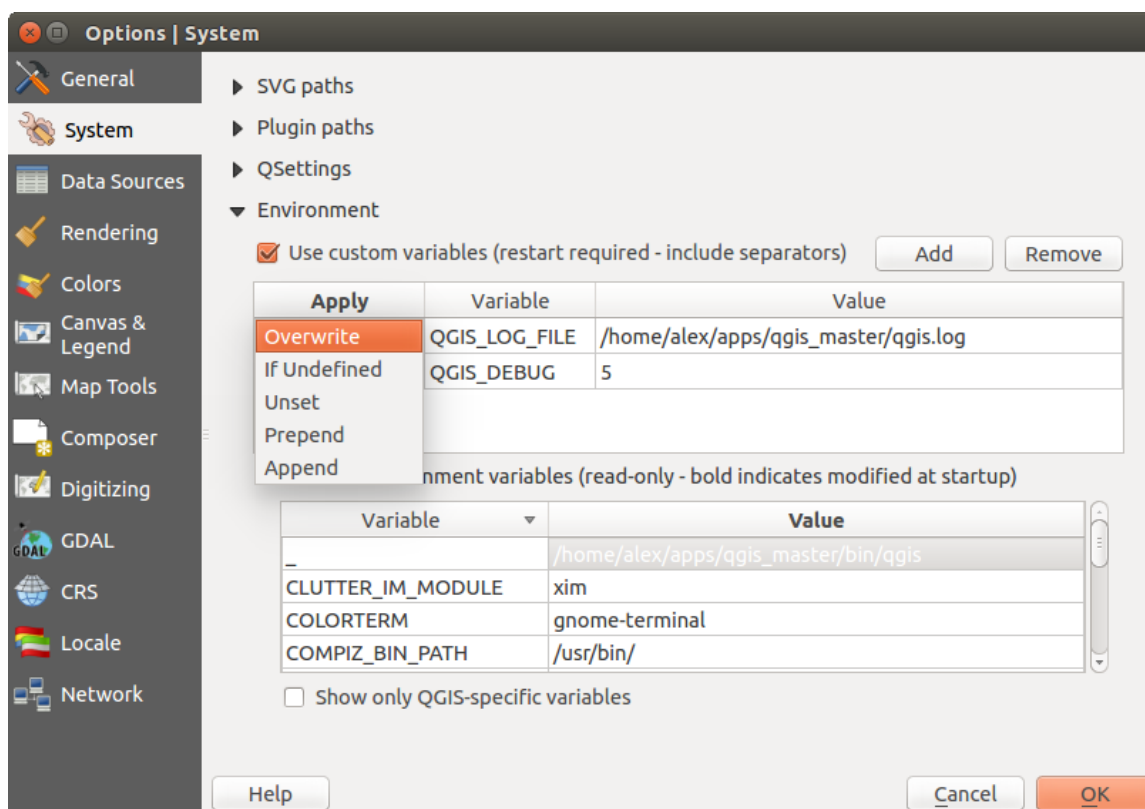 Options | System
General
System
Data Sources
Rendering
Colors
Canvas &
Legend
Map Tools
Composer
Digitizing
GDAL
GDAL
CRS
Locale
Network
SVG paths
Plugin paths
QSettings
Environment
Use custom variables (restart required - include separators)
Add
Remove
Apply Variable Value
Overwrite QGIS_LOG_FILE /home/alex/apps/qgis_master/qgis.log
If Undefined QGIS_DEBUG 5
Unset
Prepend
Append
variables (read-only - bold indicates modified at startup)
Variable Value
_ /home/alex/apps/qgis_master/bin/qgis
CLUTTER_IM_MODULE xim
COLORTERM gnome-terminal
COMPIZ_BIN_PATH /usr/bin/
Show only QGIS-specific variables
Help
Cancel
OK